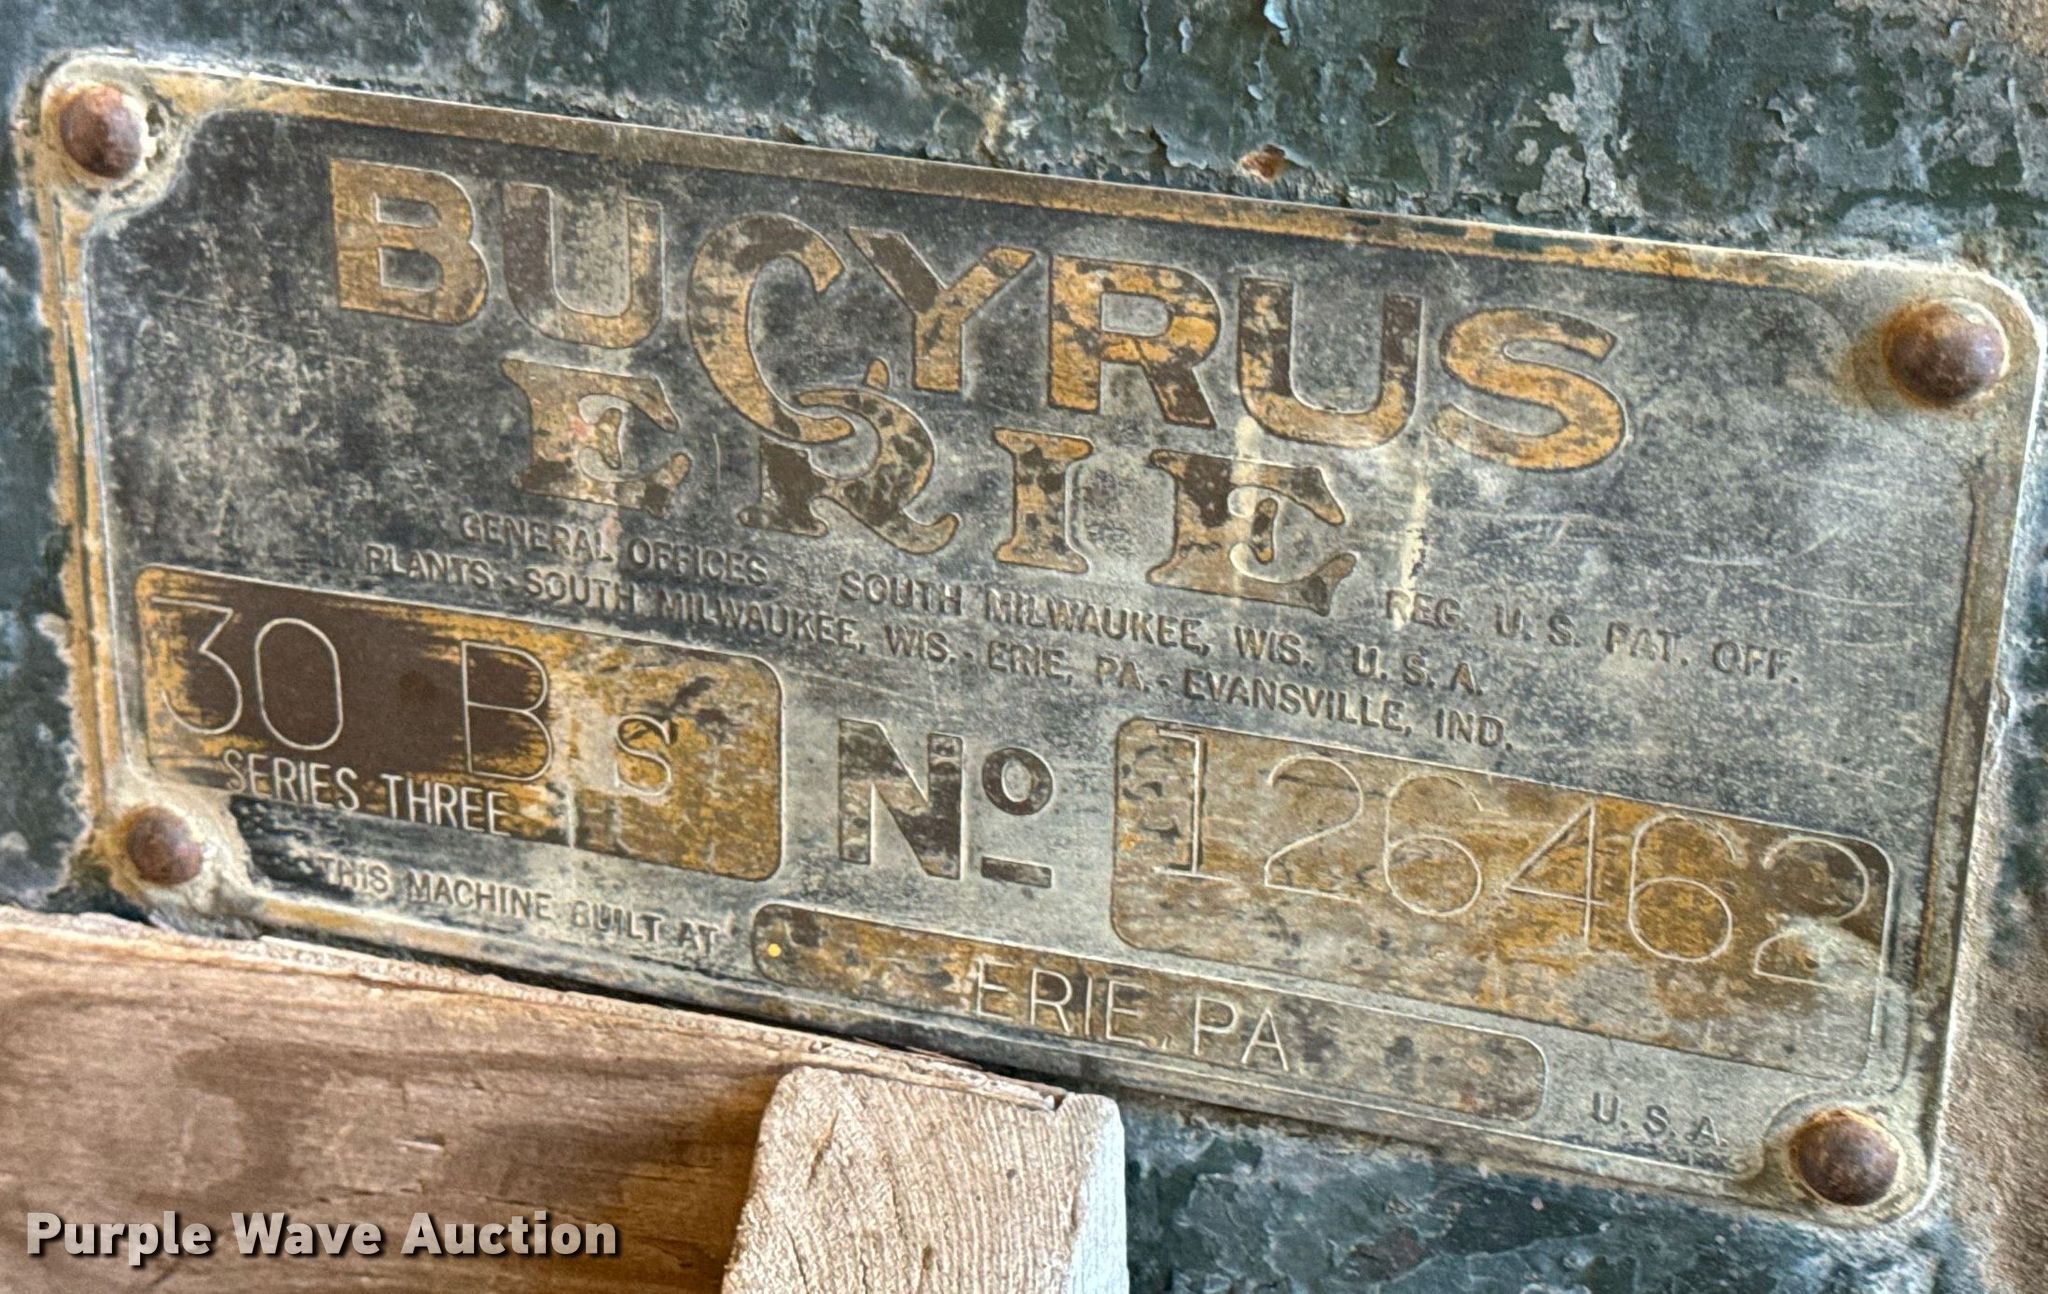 BUCYRUS
ERIE
REG. U. S. PAT. OFF.
GENERAL OFFICES SOUTH MILWAUKEE, WIS. U. S. A.
PLANTS - SOUTH MILWAUKEE, WIS. - ERIE, PA. - EVANSVILLE, IND.
30 B S
SERIES THREE
No 126462
THIS MACHINE BUILT AT ERIE, PA. U. S. A.
Purple Wave Auction